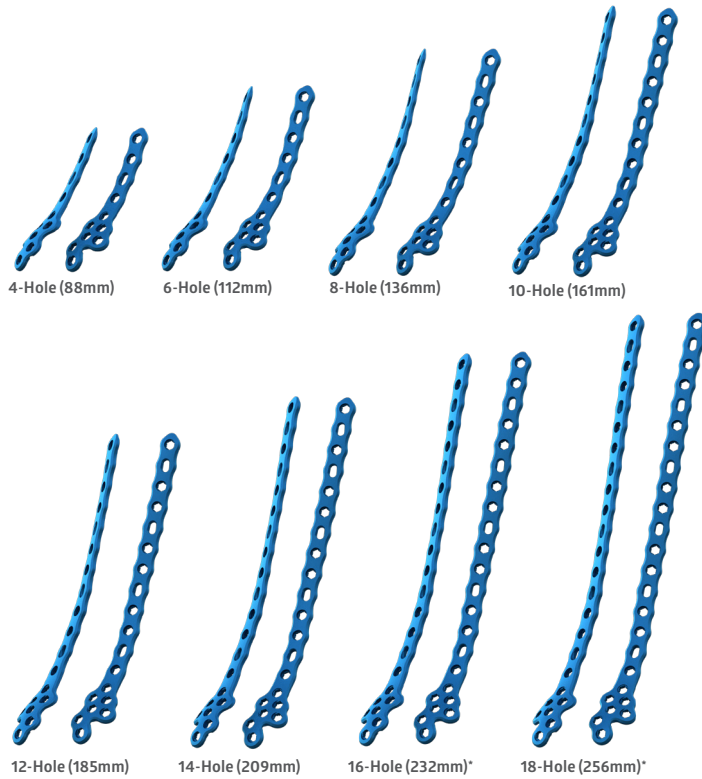 4-Hole (88mm)
6-Hole (112mm)
8-Hole (136mm)
10-Hole (161mm)
12-Hole (185mm)
14-Hole (209mm)
16-Hole (232mm)*
18-Hole (256mm)*